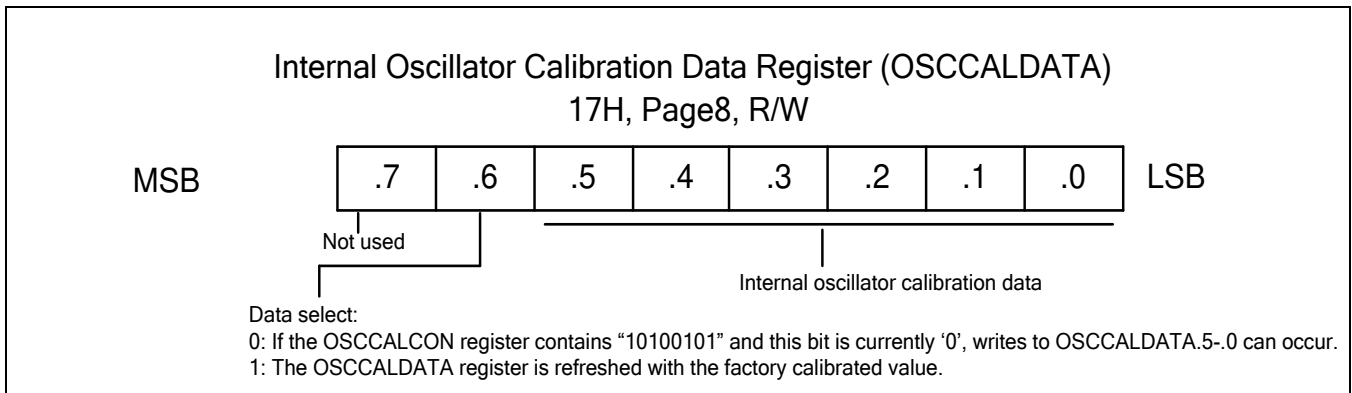 Internal Oscillator Calibration Data Register (OSCCALDATA)
17H, Page8, R/W
MSB .7 .6 .5 .4 .3 .2 .1 .0 LSB
Not used
Internal oscillator calibration data
Data select:
0: If the OSCCALCON register contains “10100101” and this bit is currently ‘0’, writes to OSCCALDATA.5-.0 can occur.
1: The OSCCALDATA register is refreshed with the factory calibrated value.